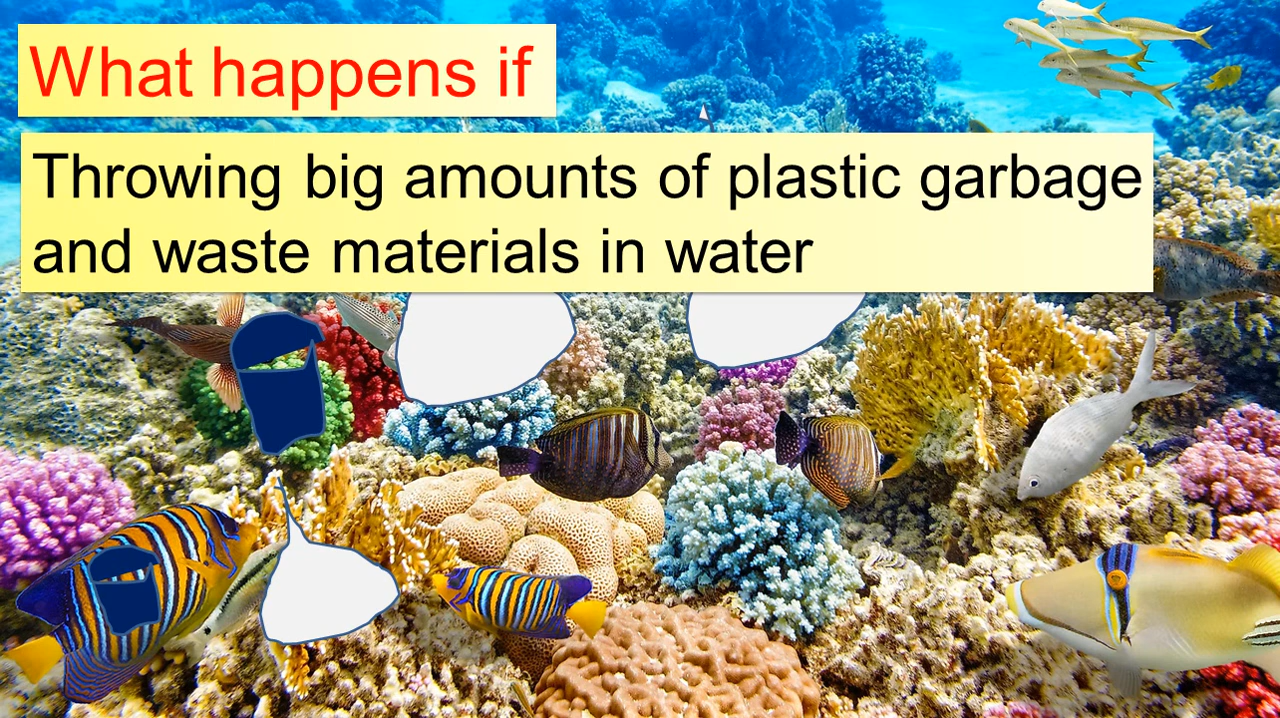 What happens if
Throwing big amounts of plastic garbage
and waste materials in water